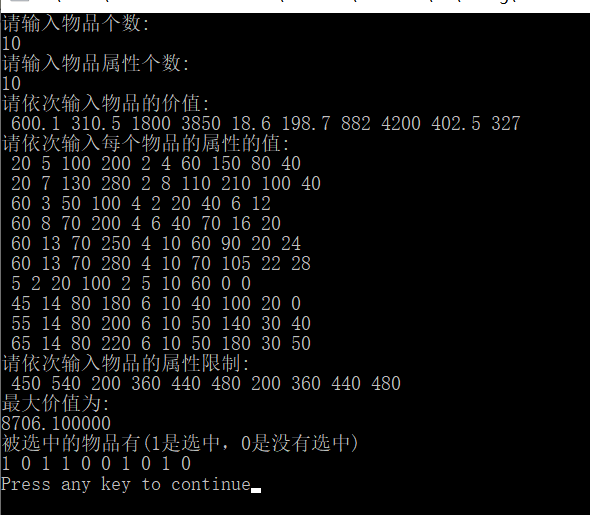 请输入物品个数:
10
请输入物品属性个数:
10
请依次输入物品的价值:
600.1 310.5 1800 3850 18.6 198.7 882 4200 402.5 327
请依次输入每个物品的属性的值:
20 5 100 200 2 4 60 150 80 40
20 7 130 280 2 8 110 210 100 40
60 3 50 100 4 2 20 40 6 12
60 8 70 200 4 6 40 70 16 20
60 13 70 250 4 10 60 90 20 24
60 13 70 280 4 10 70 105 22 28
5 2 20 100 2 5 10 60 0 0
45 14 80 180 6 10 40 100 20 0
55 14 80 200 6 10 50 140 30 40
65 14 80 220 6 10 50 180 30 50
请依次输入物品的属性限制:
450 540 200 360 440 480 200 360 440 480
最大价值为:
8706.100000
被选中的物品有(1是选中，0是没有选中)
1 0 1 1 0 0 1 0 1 0
Press any key to continue